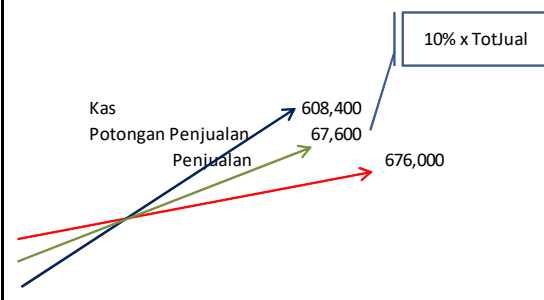 10% x TotJual
Kas 608,400
Potongan Penjualan 67,600
Penjualan 676,000